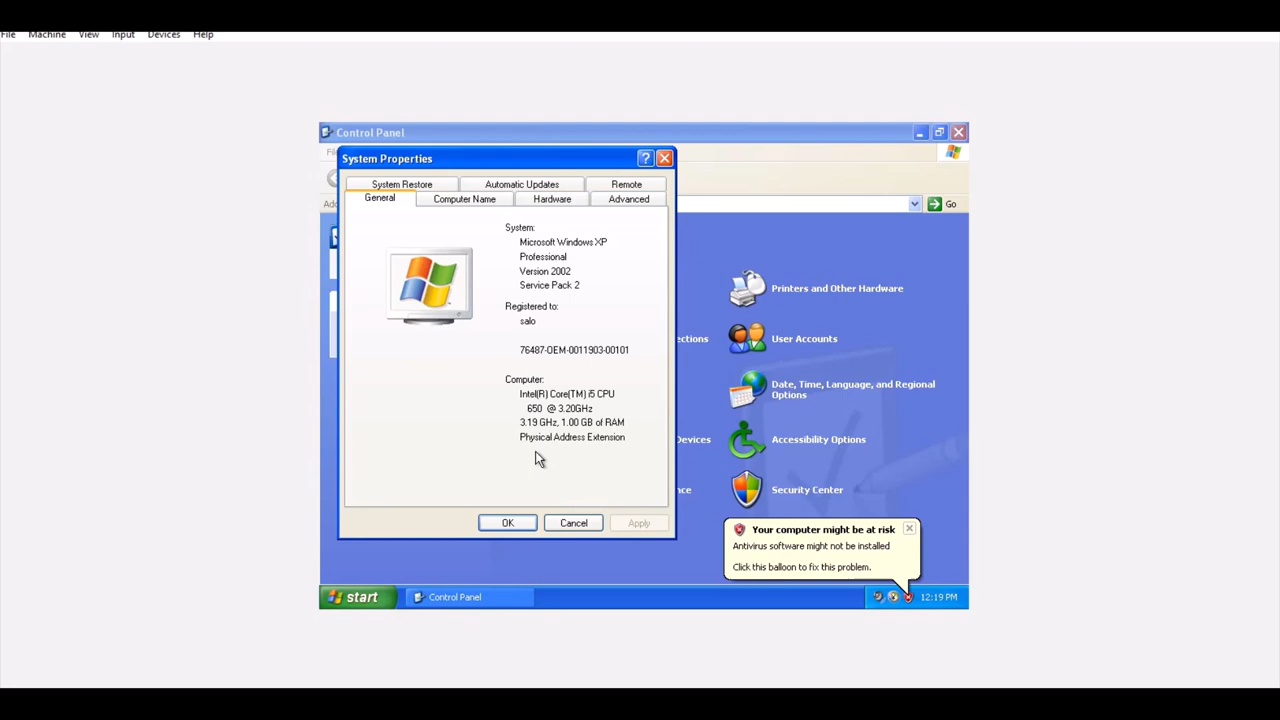 File Machine View Input Devices Help
Control Panel
Fi
System Properties
System Restore Automatic Updates Remote
General Computer Name Hardware Advanced
Go
System:
Microsoft Windows XP
Professional
Version 2002
Service Pack 2
Registered to:
salo
76487-OEM-0011903-00101
Computer:
Intel(R) Core(TM) i5 CPU
650 @ 3.20GHz
3.19 GHz, 1.00 GB of RAM
Physical Address Extension
OK Cancel Apply
Printers and Other Hardware
ections User Accounts
Date, Time, Language, and Regional
Options
Devices Accessibility Options
nce Security Center
Your computer might be at risk
Antivirus software might not be installed
Click this balloon to fix this problem.
start Control Panel 12:19 PM